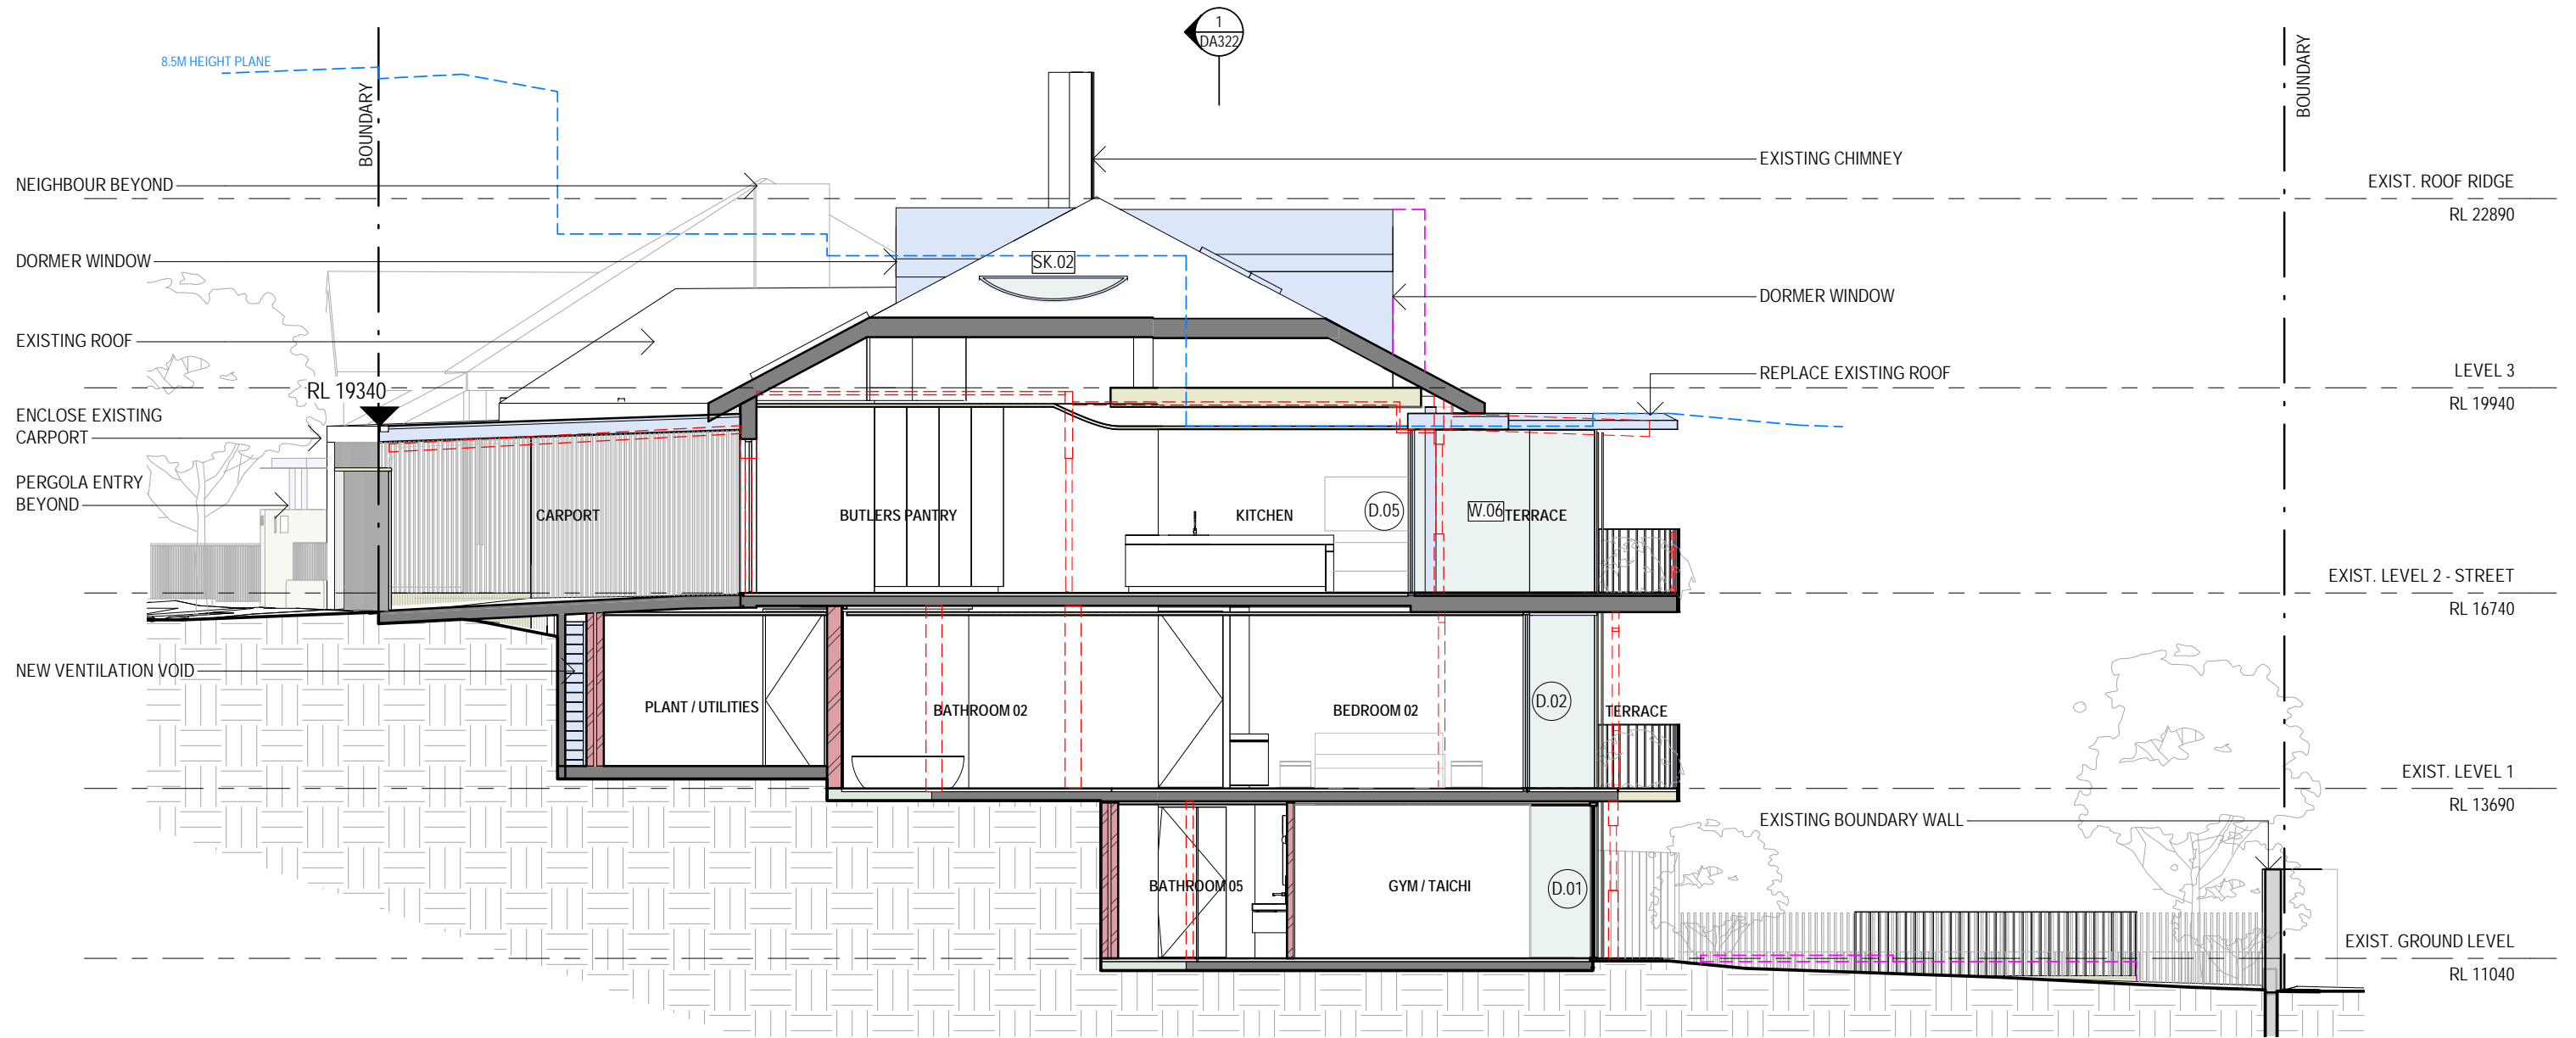 1
DA322
8.5M HEIGHT PLANE
BOUNDARY
BOUNDARY
NEIGHBOUR BEYOND
EXISTING CHIMNEY
EXIST. ROOF RIDGE
RL 22890
DORMER WINDOW
SK.02
DORMER WINDOW
EXISTING ROOF
REPLACE EXISTING ROOF
LEVEL 3
RL 19940
RL 19340
ENCLOSE EXISTING
CARPORT
PERGOLA ENTRY
BEYOND
CARPORT
BUTLERS PANTRY
KITCHEN
D.05
W.06
TERRACE
EXIST. LEVEL 2 - STREET
RL 16740
NEW VENTILATION VOID
PLANT / UTILITIES
BATHROOM 02
BEDROOM 02
D.02
TERRACE
EXIST. LEVEL 1
RL 13690
EXISTING BOUNDARY WALL
BATHROOM 05
GYM / TAICHI
D.01
EXIST. GROUND LEVEL
RL 11040